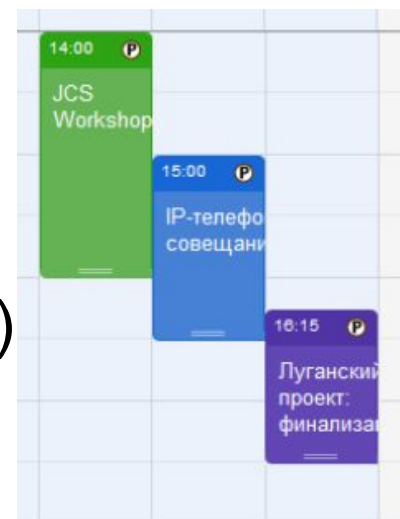 14:00 P
JCS
Workshop
15:00 P
IP-телефо
совещани
)
16:15 P
Луганский
проект:
финализа